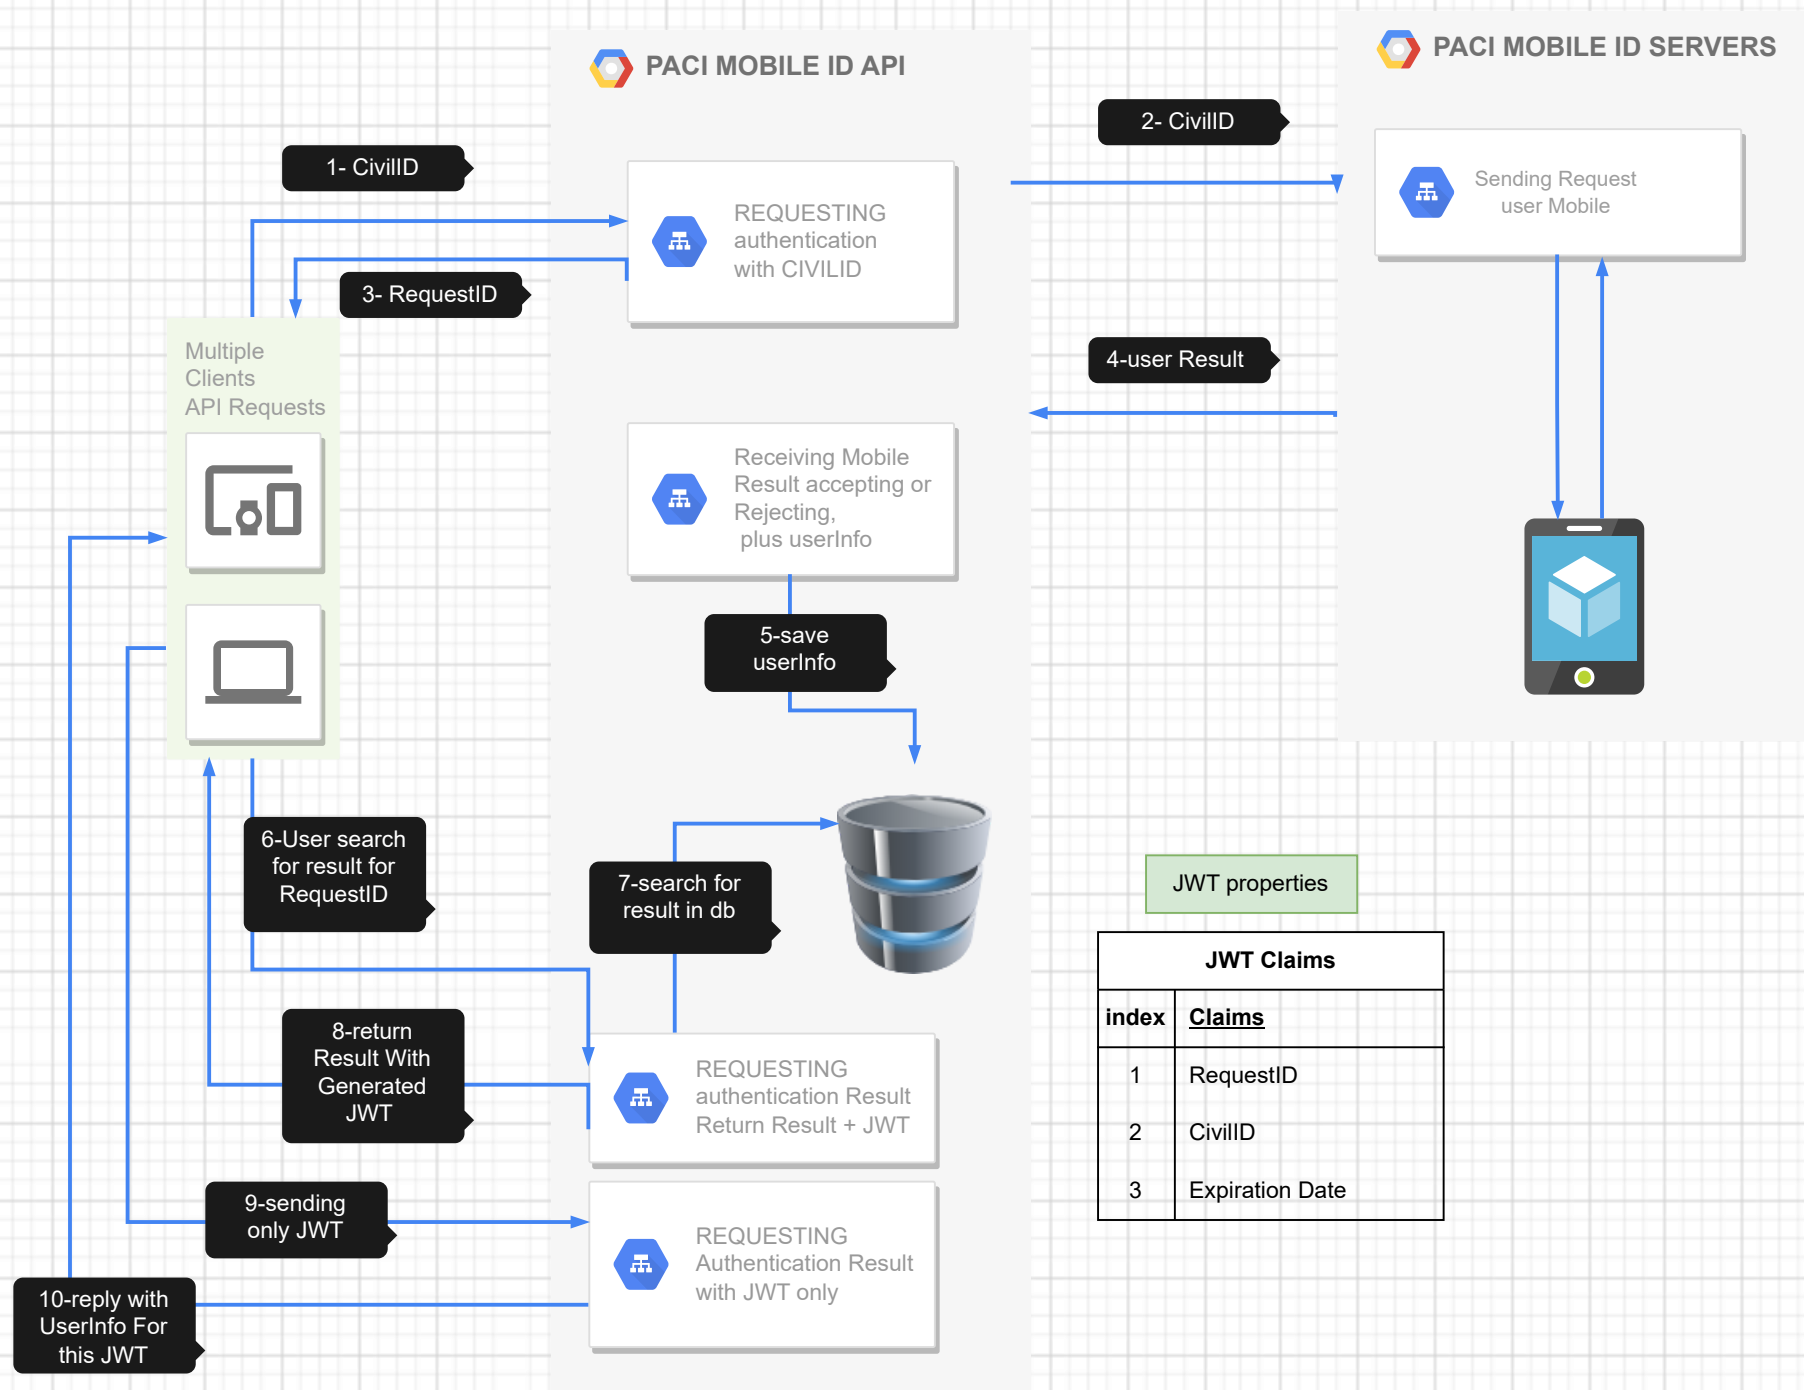 PACI MOBILE ID API
PACI MOBILE ID SERVERS
1- CivilID
2- CivilID
REQUESTING
authentication
with CIVILID
Sending Request
user Mobile
3- RequestID
Multiple
Clients
API Requests
4-user Result
Receiving Mobile
Result accepting or
Rejecting,
plus userInfo
5-save
userInfo
6-User search
for result for
RequestID
7-search for
result in db
JWT properties
JWT Claims
index Claims
1 RequestID
2 CivilID
3 Expiration Date
8-return
Result With
Generated
JWT
REQUESTING
authentication Result
Return Result + JWT
9-sending
only JWT
REQUESTING
Authentication Result
with JWT only
10-reply with
UserInfo For
this JWT